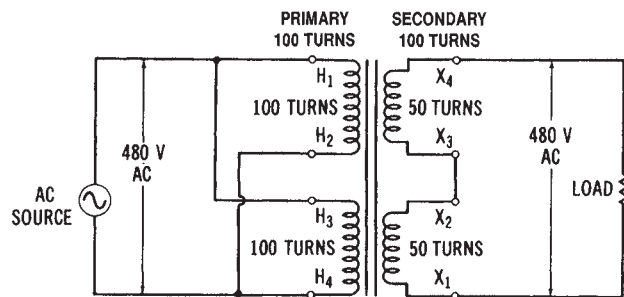 PRIMARY
100 TURNS
SECONDARY
100 TURNS
H1
X4
100 TURNS
50 TURNS
H2
X3
480 V
AC
480 V
AC
AC
SOURCE
LOAD
H3
X2
100 TURNS
50 TURNS
H4
X1